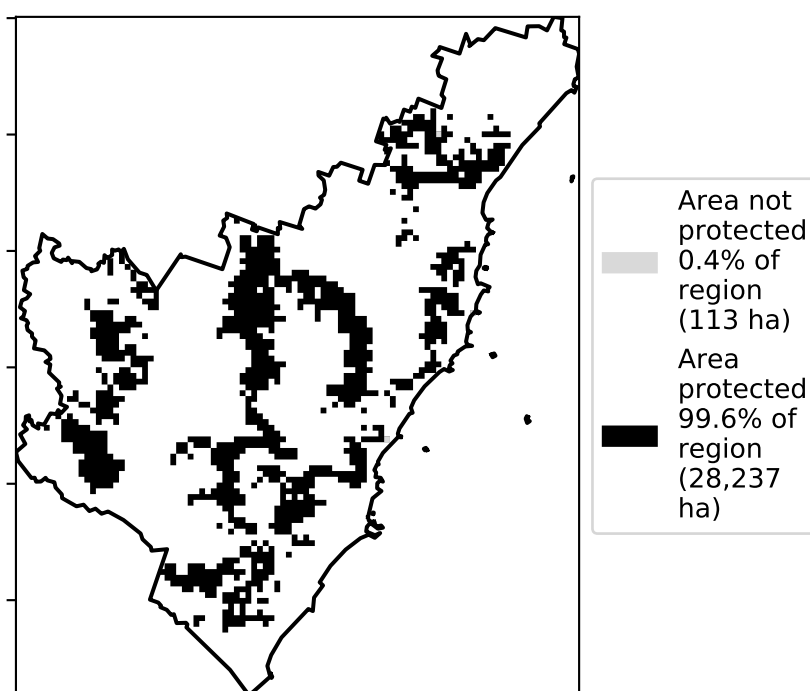 Area not
protected
0.4% of
region
(113 ha)
Area
protected
99.6% of
region
(28,237
ha)